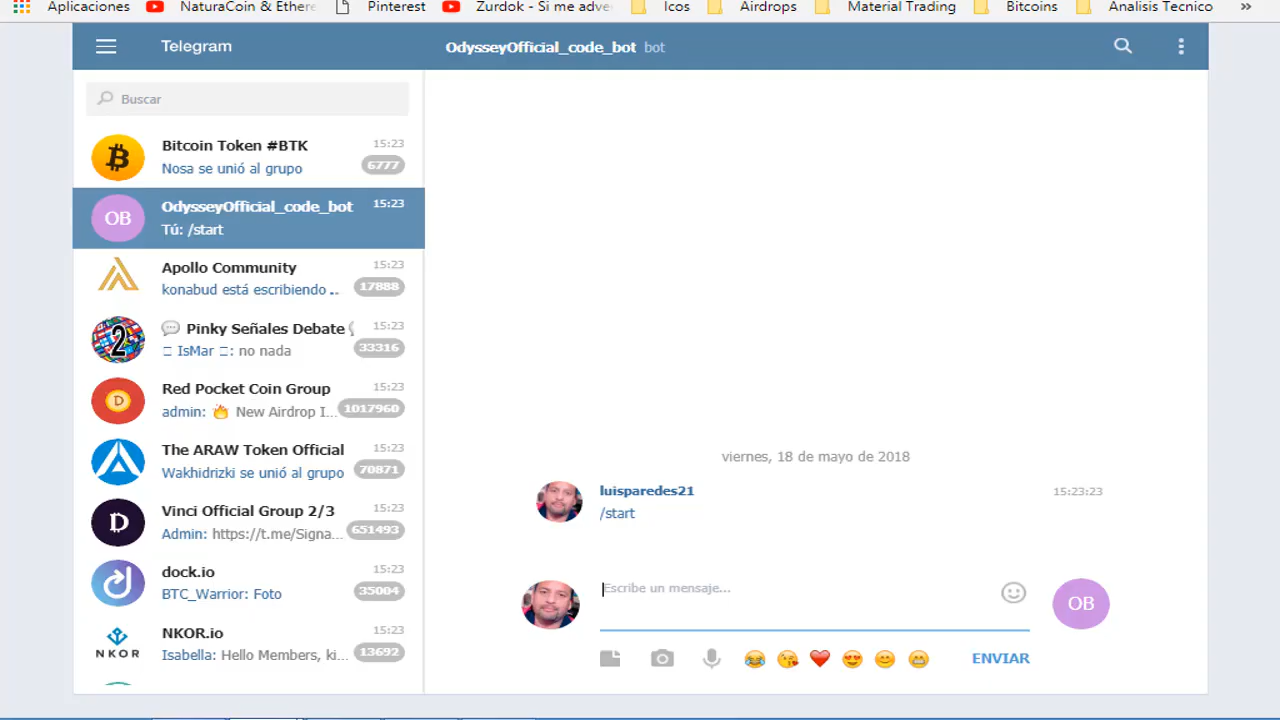 Aplicaciones NaturaCoin & Ethere Pinterest Zurdok - Si me adve Icos Airdrops Material Trading Bitcoins Analisis Tecnico »
Telegram
OdysseyOfficial_code_bot bot
Buscar
Bitcoin Token #BTK 15:23
Nosa se unió al grupo 6777
OB OdysseyOfficial_code_bot 15:23
Tú: /start
Apollo Community 15:23
konabud está escribiendo .. 17888
2 Pinky Señales Debate 15:23
IsMar : no nada 33316
Red Pocket Coin Group 15:23
admin: 🔥 New Airdrop I... 1017960
The ARAW Token Official 15:23
Wakhidrizki se unió al grupo 70871
Vinci Official Group 2/3 15:23
Admin: https://t.me/Signa... 651493
dock.io 15:23
BTC_Warrior: Foto 35004
NKOR NKOR.io 15:23
Isabella: Hello Members, ki... 13692
viernes, 18 de mayo de 2018
luisparedes21 15:23:23
/start
Escribe un mensaje...
OB
😂 😘 ❤️ 😍 😊 😁 ENVIAR